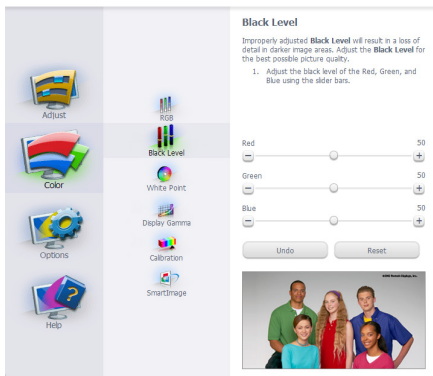 Adjust
Color
Options
Help
RGB
Black Level
White Point
Display Gamma
Calibration
SmartImage
Black Level
Improperly adjusted Black Level will result in a loss of
detail in darker image areas. Adjust the Black Level for
the best possible picture quality.
1. Adjust the black level of the Red, Green, and
Blue using the slider bars.
Red 50
Green 50
Blue 50
Undo Reset